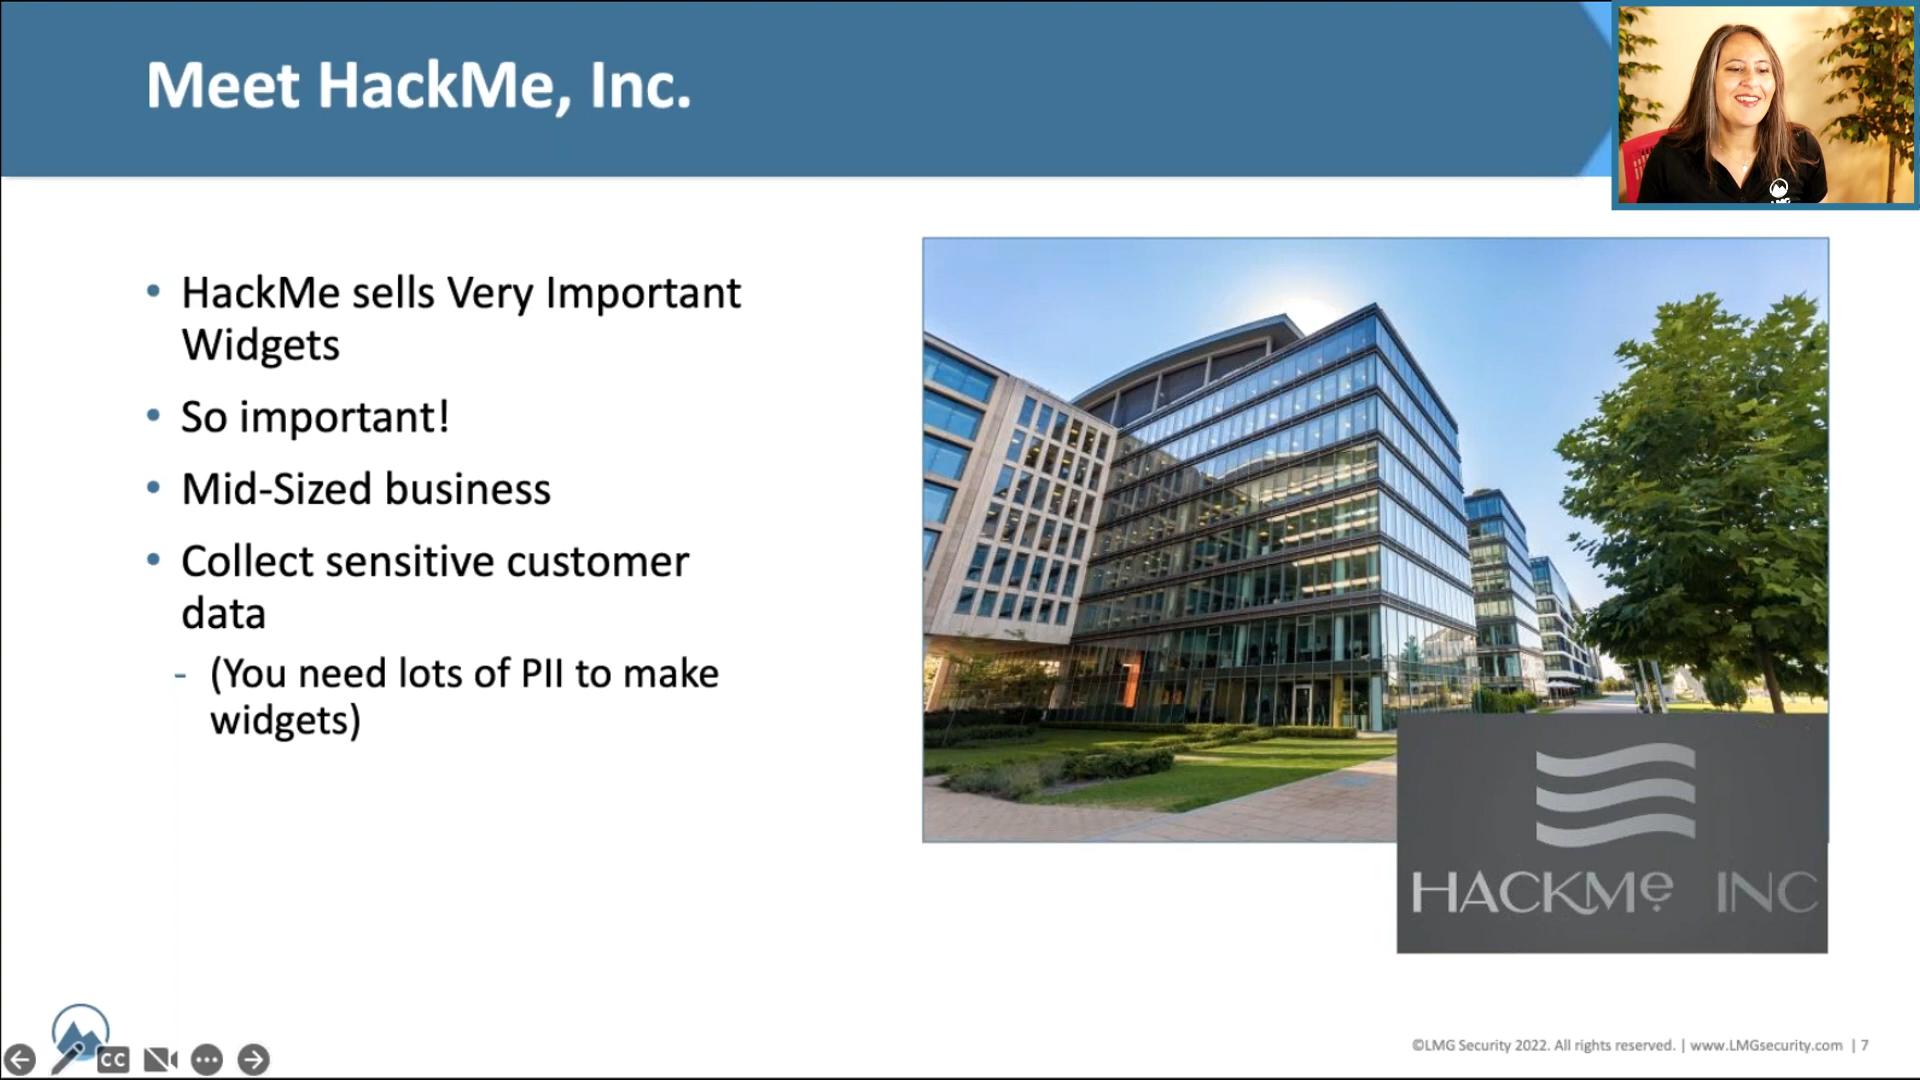 Meet HackMe, Inc.
• HackMe sells Very Important
Widgets
• So important!
• Mid-Sized business
• Collect sensitive customer
data
- (You need lots of PII to make
widgets)
HACKMe INC
CC
©LMG Security 2022. All rights reserved. | www.LMGsecurity.com | 7